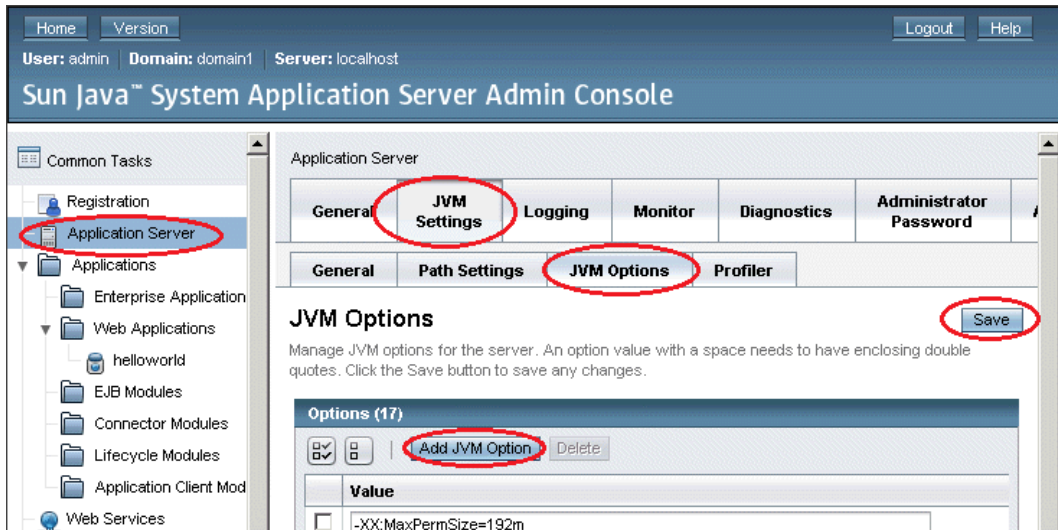 Home Version Logout Help
User: admin Domain: domain1 Server: localhost
Sun Java™ System Application Server Admin Console
Common Tasks
Registration
Application Server
Applications
Enterprise Application
Web Applications
helloworld
EJB Modules
Connector Modules
Lifecycle Modules
Application Client Mod
Web Services
Application Server
General JVM Settings Logging Monitor Diagnostics Administrator Password
General Path Settings JVM Options Profiler
JVM Options
Save
Manage JVM options for the server. An option value with a space needs to have enclosing double
quotes. Click the Save button to save any changes.
Options (17)
Add JVM Option Delete
Value
-XX:MaxPermSize=192m